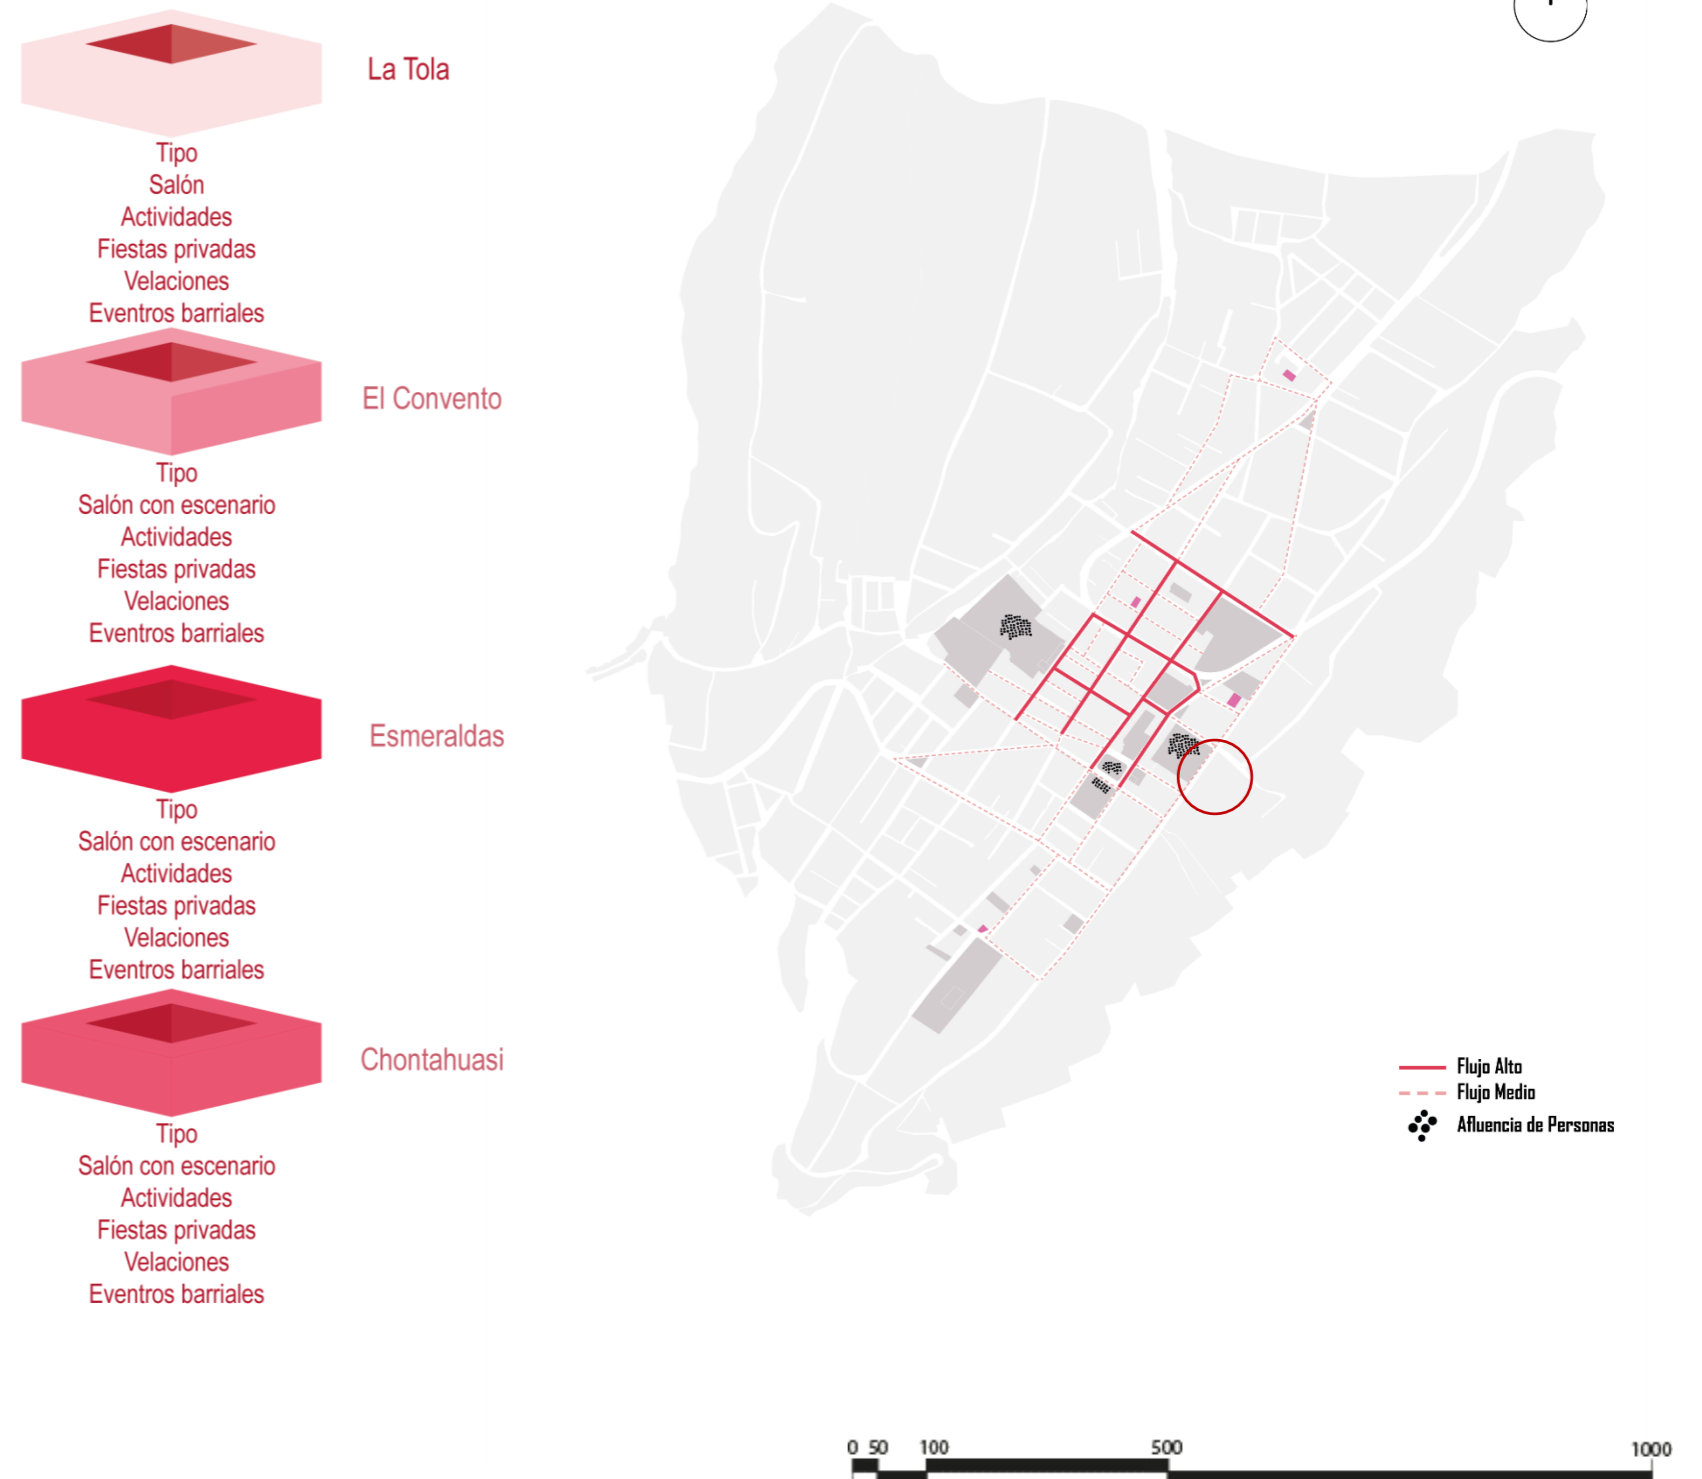 La Tola
Tipo
Salón
Actividades
Fiestas privadas
Velaciones
Eventros barriales
El Convento
Tipo
Salón con escenario
Actividades
Fiestas privadas
Velaciones
Eventros barriales
Esmeraldas
Tipo
Salón con escenario
Actividades
Fiestas privadas
Velaciones
Eventros barriales
Chontahuasi
Tipo
Salón con escenario
Actividades
Fiestas privadas
Velaciones
Eventros barriales
Flujo Alto
Flujo Medio
Afluencia de Personas
0 50 100 500 1000